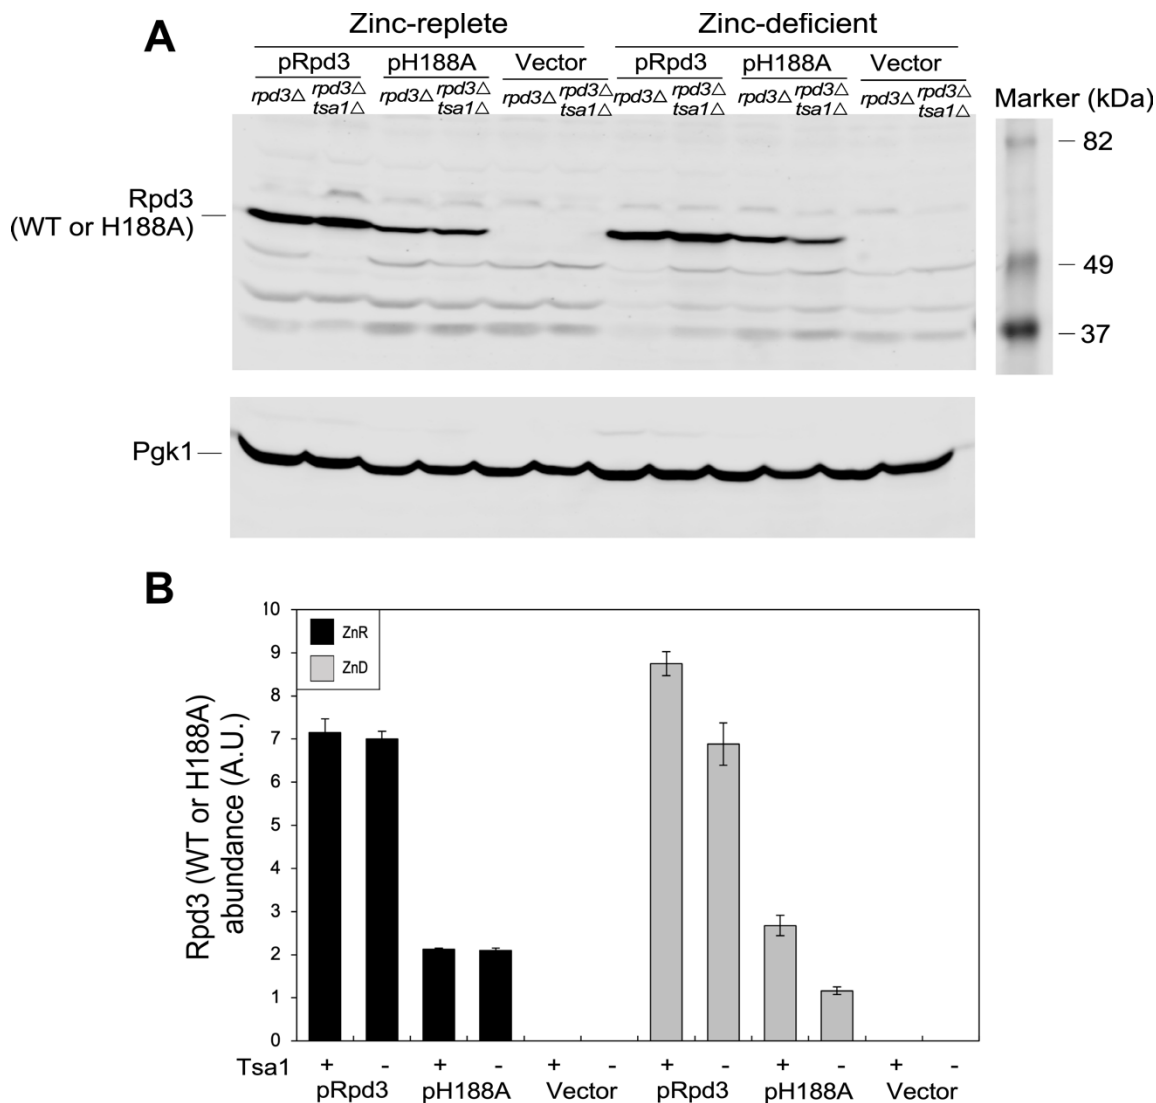 A
Zinc-replete Zinc-deficient
pRpd3 pH188A Vector pRpd3 pH188A Vector
rpd3△ rpd3△ rpd3△ rpd3△ rpd3△ rpd3△ rpd3△ rpd3△ rpd3△ rpd3△ rpd3△ rpd3△
tsa1△ tsa1△ tsa1△ tsa1△ tsa1△ tsa1△
Marker (kDa)
82
Rpd3
(WT or H188A)
49
37
Pgk1
B
10
9
8
7
6
5
4
3
2
1
0
ZnR
ZnD
Rpd3 (WT or H188A)
abundance (A.U.)
Tsa1 + - + - + - + - + - + -
pRpd3 pH188A Vector pRpd3 pH188A Vector